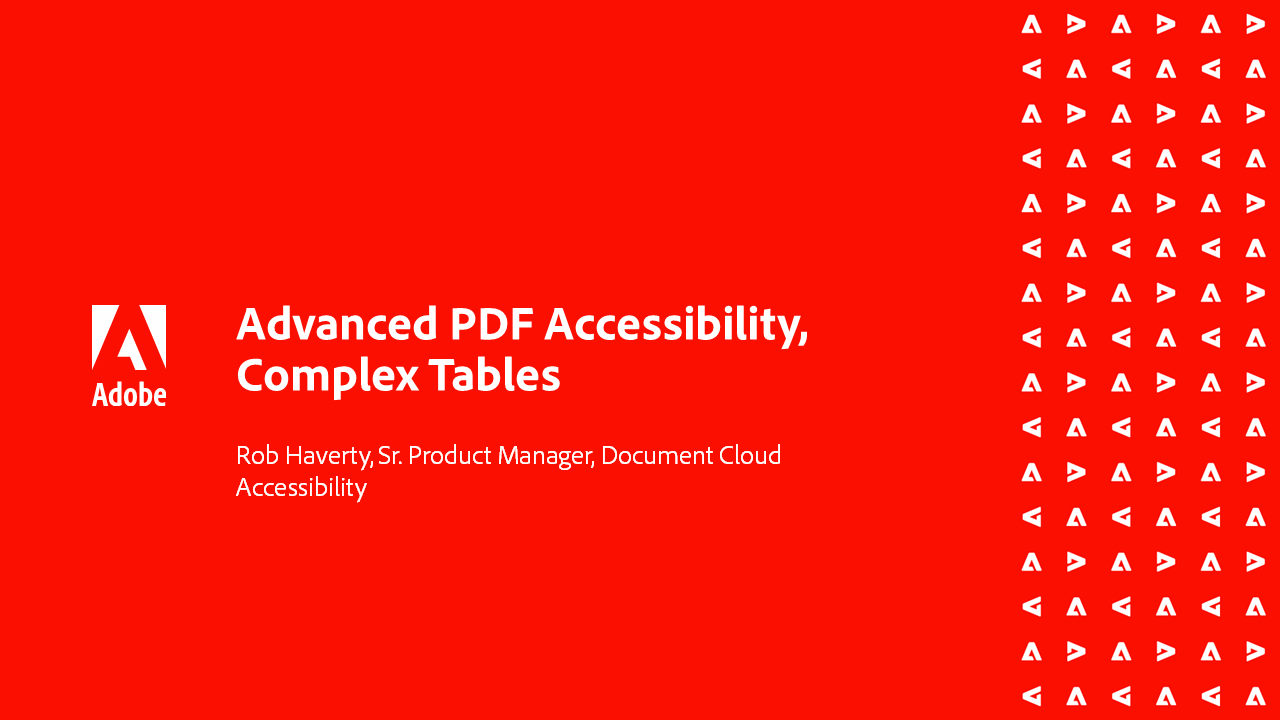 Advanced PDF Accessibility,
Complex Tables
Adobe
Rob Haverty, Sr. Product Manager, Document Cloud
Accessibility